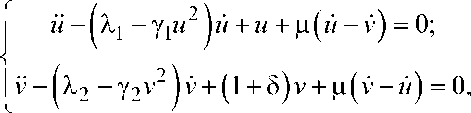 ü − (λ₁ − γ₁u²)u̇ + u + μ(u̇ − v̇) = 0;
v̈ − (λ₂ − γ₂v²)v̇ + (1 + δ)v + μ(v̇ − u̇) = 0,